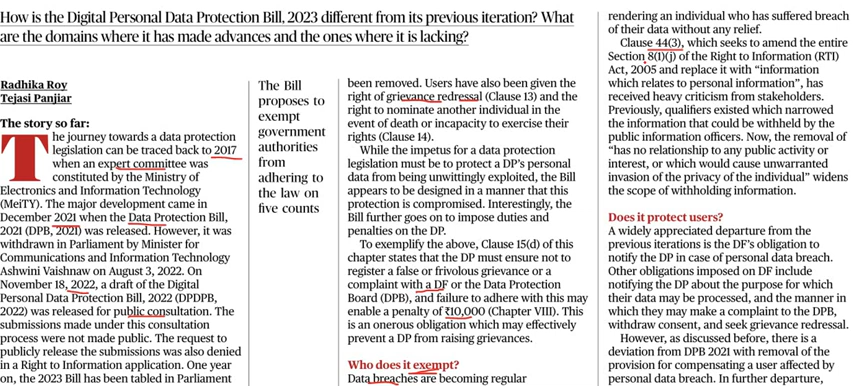 How is the Digital Personal Data Protection Bill, 2023 different from its previous iteration? What
are the domains where it has made advances and the ones where it is lacking?
Radhika Roy
Tejasi Panjiar
The story so far:
The journey towards a data protection
legislation can be traced back to 2017
when an expert committee was
constituted by the Ministry of
Electronics and Information Technology
(MeiTY). The major development came in
December 2021 when the Data Protection Bill,
2021 (DPB, 2021) was released. However, it was
withdrawn in Parliament by Minister for
Communications and Information Technology
Ashwini Vaishnaw on August 3, 2022. On
November 18, 2022, a draft of the Digital
Personal Data Protection Bill, 2022 (DPDPB,
2022) was released for public consultation. The
submissions made under this consultation
process were not made public. The request to
publicly release the submissions was also denied
in a Right to Information application. One year
on, the 2023 Bill has been tabled in Parliament
The Bill
proposes to
exempt
government
authorities
from
adhering to
the law on
five counts
been removed. Users have also been given the
right of grievance redressal (Clause 13) and the
right to nominate another individual in the
event of death or incapacity to exercise their
rights (Clause 14).
While the impetus for a data protection
legislation must be to protect a DP's personal
data from being unwittingly exploited, the Bill
appears to be designed in a manner that this
protection is compromised. Interestingly, the
Bill further goes on to impose duties and
penalties on the DP.
To exemplify the above, Clause 15(d) of this
chapter states that the DP must ensure not to
register a false or frivolous grievance or a
complaint with a DF or the Data Protection
Board (DPB), and failure to adhere with this may
enable a penalty of ₹10,000 (Chapter VIII). This
is an onerous obligation which may effectively
prevent a DP from raising grievances.
Who does it exempt?
Data breaches are becoming regular
rendering an individual who has suffered breach
of their data without any relief.
Clause 44(3), which seeks to amend the entire
Section 8(1)(j) of the Right to Information (RTI)
Act, 2005 and replace it with “information
which relates to personal information”, has
received heavy criticism from stakeholders.
Previously, qualifiers existed which narrowed
the information that could be withheld by the
public information officers. Now, the removal of
“has no relationship to any public activity or
interest, or which would cause unwarranted
invasion of the privacy of the individual” widens
the scope of withholding information.
Does it protect users?
A widely appreciated departure from the
previous iterations is the DF's obligation to
notify the DP in case of personal data breach.
Other obligations imposed on DF include
notifying the DP about the purpose for which
their data may be processed, and the manner in
which they may make a complaint to the DPB,
withdraw consent, and seek grievance redressal.
However, as discussed before, there is a
deviation from DPB 2021 with removal of the
provision for compensating a user affected by
personal data breach. In further departure,